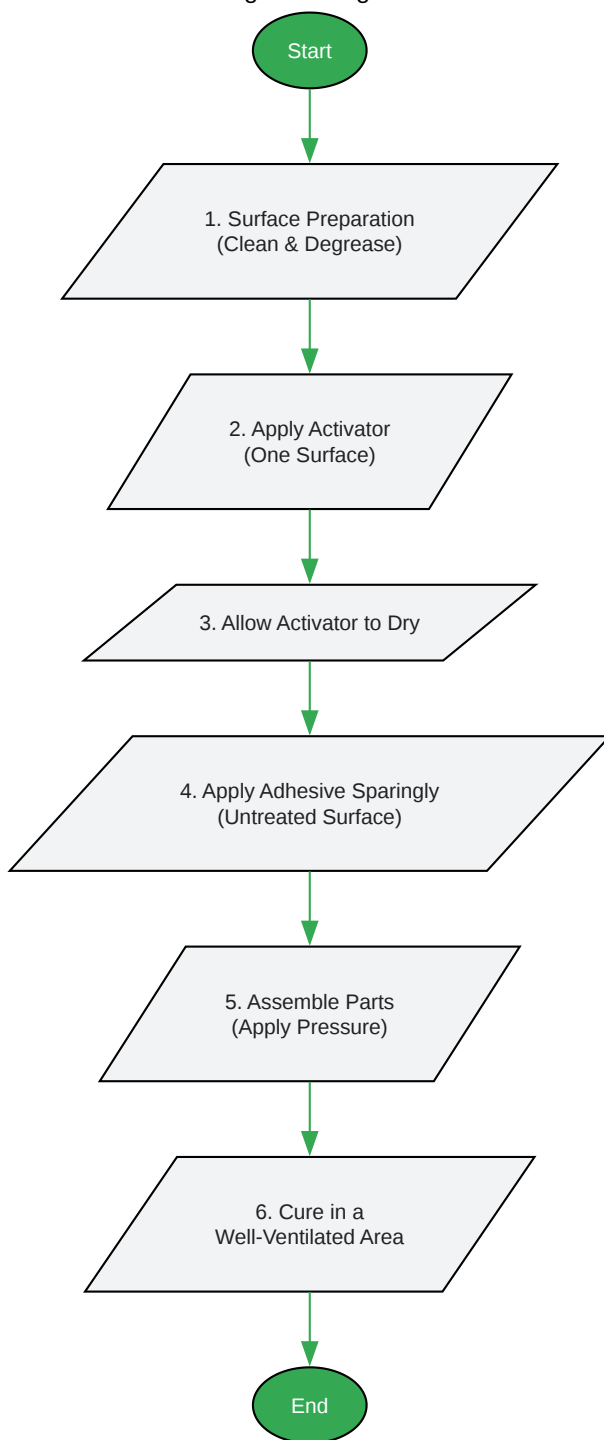 Start
1. Surface Preparation
(Clean & Degrease)
2. Apply Activator
(One Surface)
3. Allow Activator to Dry
4. Apply Adhesive Sparingly
(Untreated Surface)
5. Assemble Parts
(Apply Pressure)
6. Cure in a
Well-Ventilated Area
End